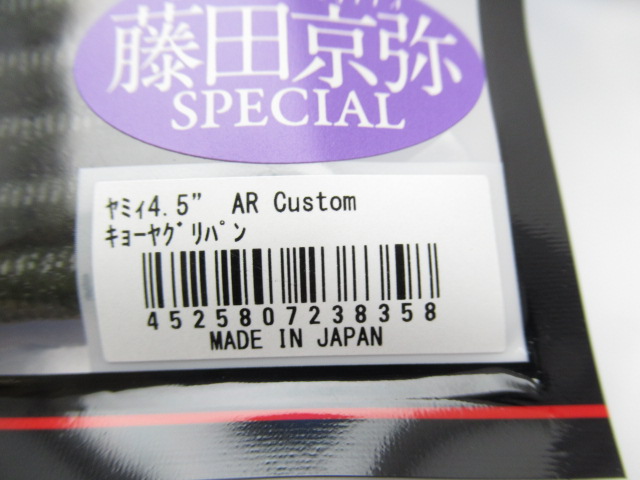 藤田京弥
SPECIAL
ヤミィ4.5" AR Custom
キョーヤグリパン
4525807238358
MADE IN JAPAN